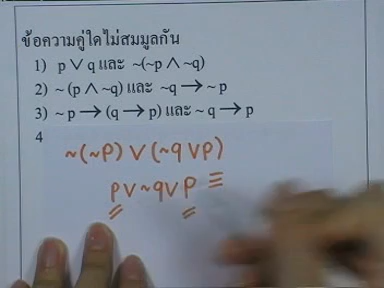 ข้อความคู่ใดไม่สมมูลกัน
1) p ∨ q และ ~(~p ∧ ~q)
2) ~ (p ∧ ~q) และ ~q → ~ p
3) ~ p → (q → p) และ ~ q → p
4
~(~p) ∨ (~q ∨ p)
p ∨ ~q ∨ p ≡